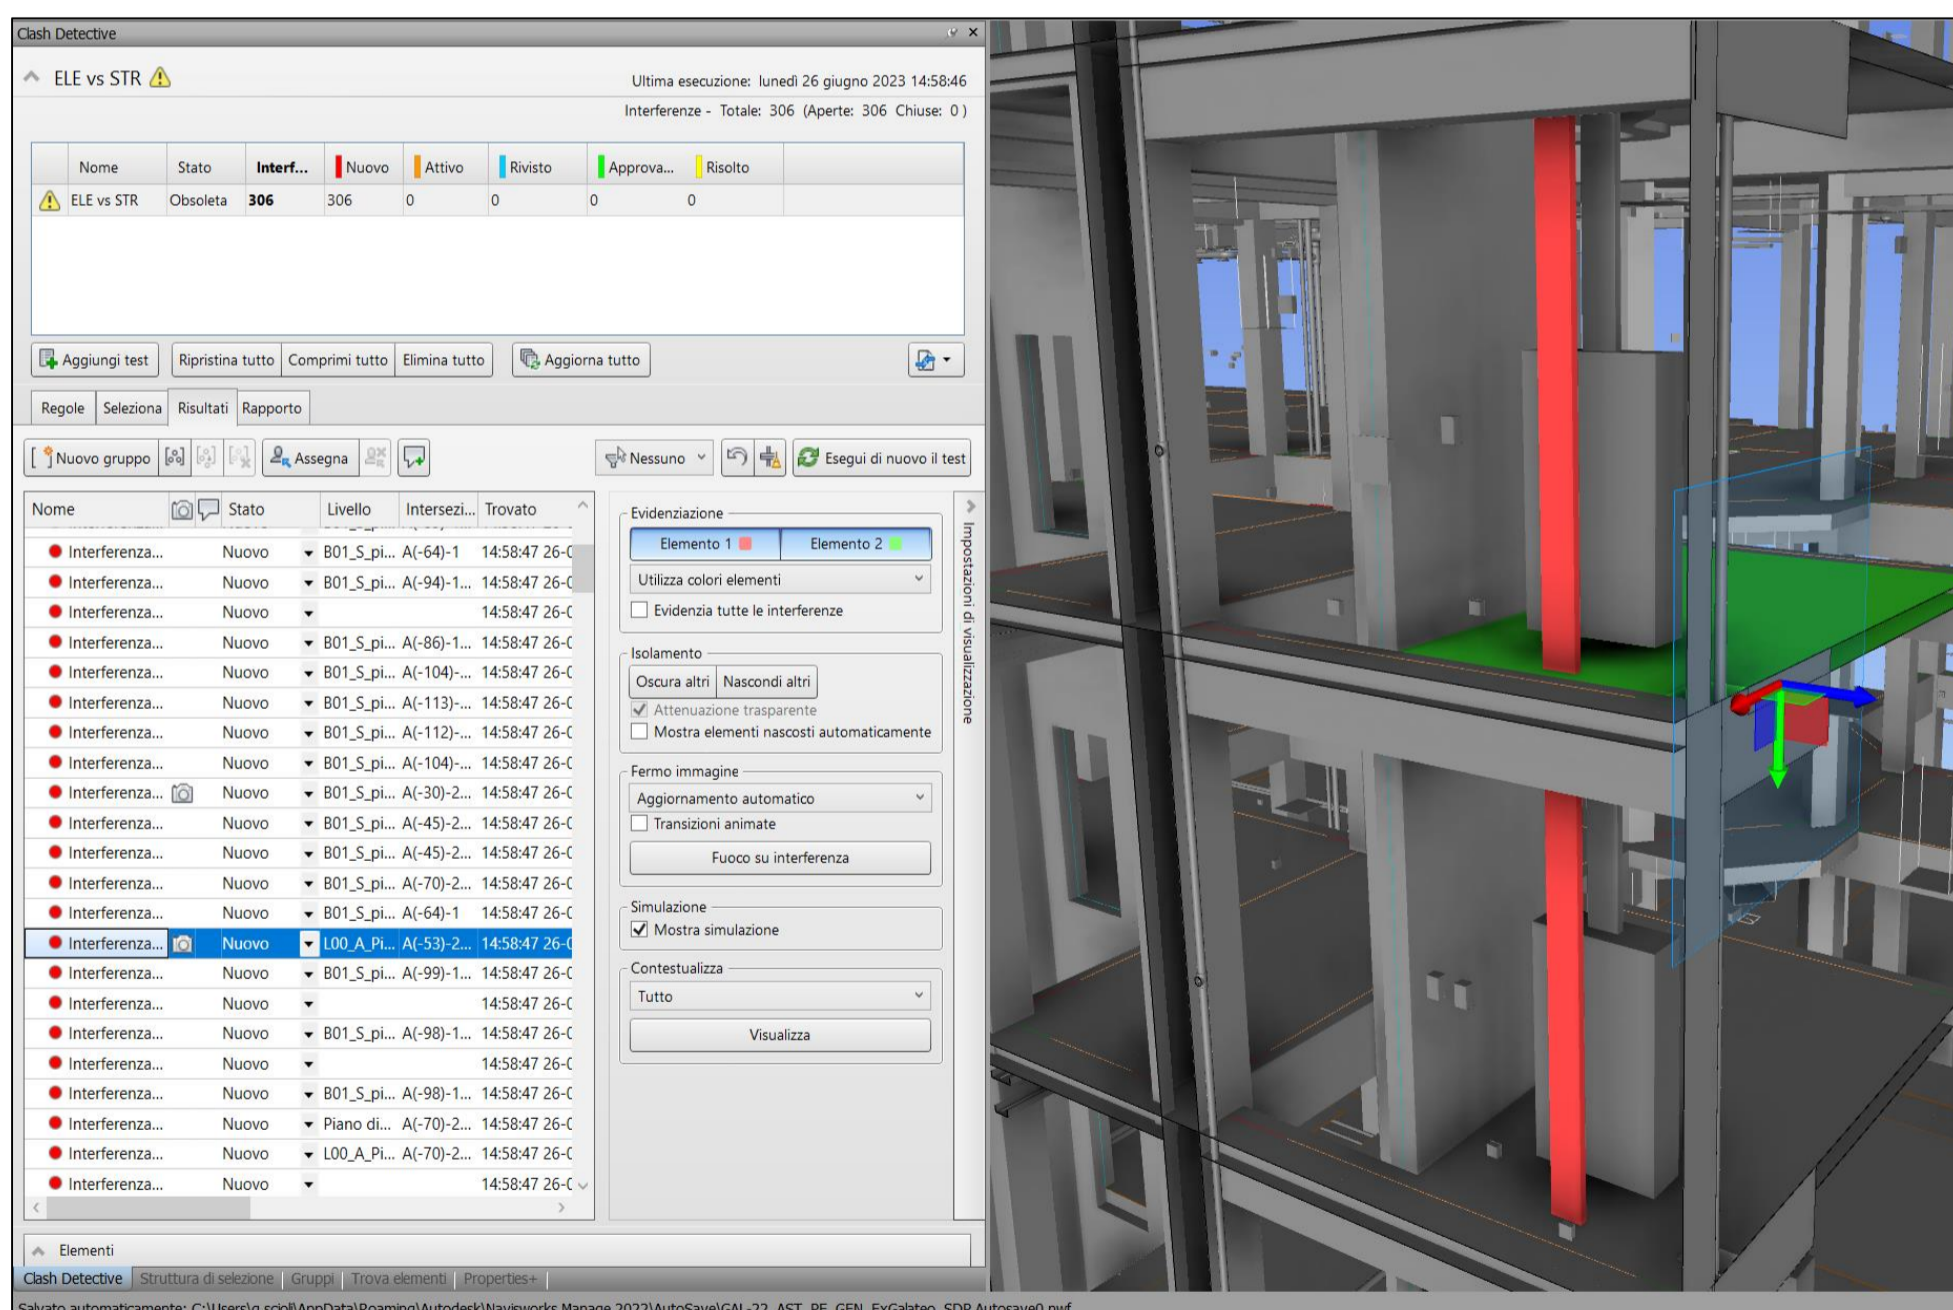 Clash Detective
ELE vs STR
Ultima esecuzione: lunedì 26 giugno 2023 14:58:46
Interferenze - Totale: 306 (Aperte: 306 Chiuse: 0 )
Nome Stato Interf... Nuovo Attivo Rivisto Approva... Risolto
ELE vs STR Obsoleta 306 306 0 0 0 0
Aggiungi test Ripristina tutto Comprimi tutto Elimina tutto Aggiorna tutto
Regole Seleziona Risultati Rapporto
Nuovo gruppo Assegna Nessuno Esegui di nuovo il test
Nome Stato Livello Intersezi... Trovato
Interferenza... Nuovo B01_S_pi... A(-64)-1 14:58:47 26-0
Interferenza... Nuovo B01_S_pi... A(-94)-1... 14:58:47 26-0
Interferenza... Nuovo 14:58:47 26-0
Interferenza... Nuovo B01_S_pi... A(-86)-1... 14:58:47 26-0
Interferenza... Nuovo B01_S_pi... A(-104)-... 14:58:47 26-0
Interferenza... Nuovo B01_S_pi... A(-113)-... 14:58:47 26-0
Interferenza... Nuovo B01_S_pi... A(-112)-... 14:58:47 26-0
Interferenza... Nuovo B01_S_pi... A(-104)-... 14:58:47 26-0
Interferenza... Nuovo B01_S_pi... A(-30)-2... 14:58:47 26-0
Interferenza... Nuovo B01_S_pi... A(-45)-2... 14:58:47 26-0
Interferenza... Nuovo B01_S_pi... A(-45)-2... 14:58:47 26-0
Interferenza... Nuovo B01_S_pi... A(-70)-2... 14:58:47 26-0
Interferenza... Nuovo B01_S_pi... A(-64)-1 14:58:47 26-0
Interferenza... Nuovo L00_A_Pi... A(-53)-2... 14:58:47 26-0
Interferenza... Nuovo B01_S_pi... A(-99)-1... 14:58:47 26-0
Interferenza... Nuovo 14:58:47 26-0
Interferenza... Nuovo B01_S_pi... A(-98)-1... 14:58:47 26-0
Interferenza... Nuovo 14:58:47 26-0
Interferenza... Nuovo B01_S_pi... A(-98)-1... 14:58:47 26-0
Interferenza... Nuovo Piano di... A(-70)-2... 14:58:47 26-0
Interferenza... Nuovo L00_A_Pi... A(-70)-2... 14:58:47 26-0
Interferenza... Nuovo 14:58:47 26-0
Evidenziazione
Elemento 1 Elemento 2
Utilizza colori elementi
Evidenzia tutte le interferenze
Isolamento
Oscura altri Nascondi altri
Attenuazione trasparente
Mostra elementi nascosti automaticamente
Fermo immagine
Aggiornamento automatico
Transizioni animate
Fuoco su interferenza
Simulazione
Mostra simulazione
Contestualizza
Tutto
Visualizza
Impostazioni di visualizzazione
Elementi
Clash Detective Struttura di selezione Gruppi Trova elementi Properties+
Salvato automaticamente: C:\Users\g.scioli\AppData\Roaming\Autodesk\Navisworks Manage 2022\AutoSave\GAL-22_AST_PE_GEN_ExGalateo_SDP.Autosave0.nwf